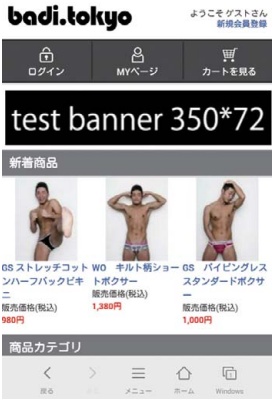 badi.tokyo
ようこそ ゲストさん
新規会員登録
ログイン
MYページ
カートを見る
test banner 350*72
新着商品
GS ストレッチコット
ンハーフバックビキ
ニ
販売価格(税込)
980円
WO キルト柄ショー
トボクサー
販売価格(税込)
1,380円
GS パイピングレス
スタンダードボクサ
ー
販売価格(税込)
1,000円
商品カテゴリ
戻る
メニュー
ホーム
Windows